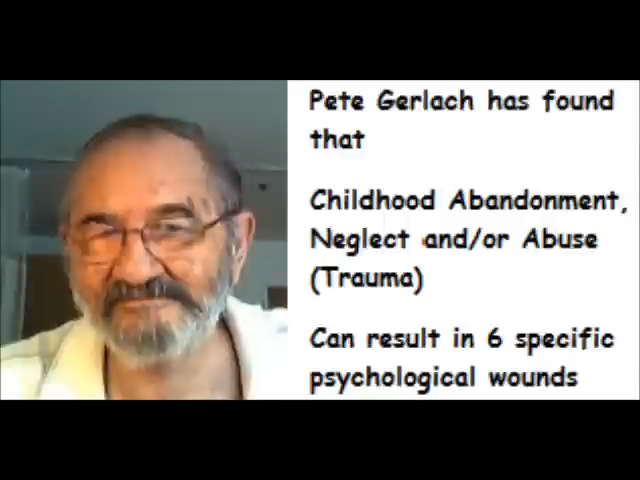 Pete Gerlach has found
that
Childhood Abandonment,
Neglect and/or Abuse
(Trauma)
Can result in 6 specific
psychological wounds